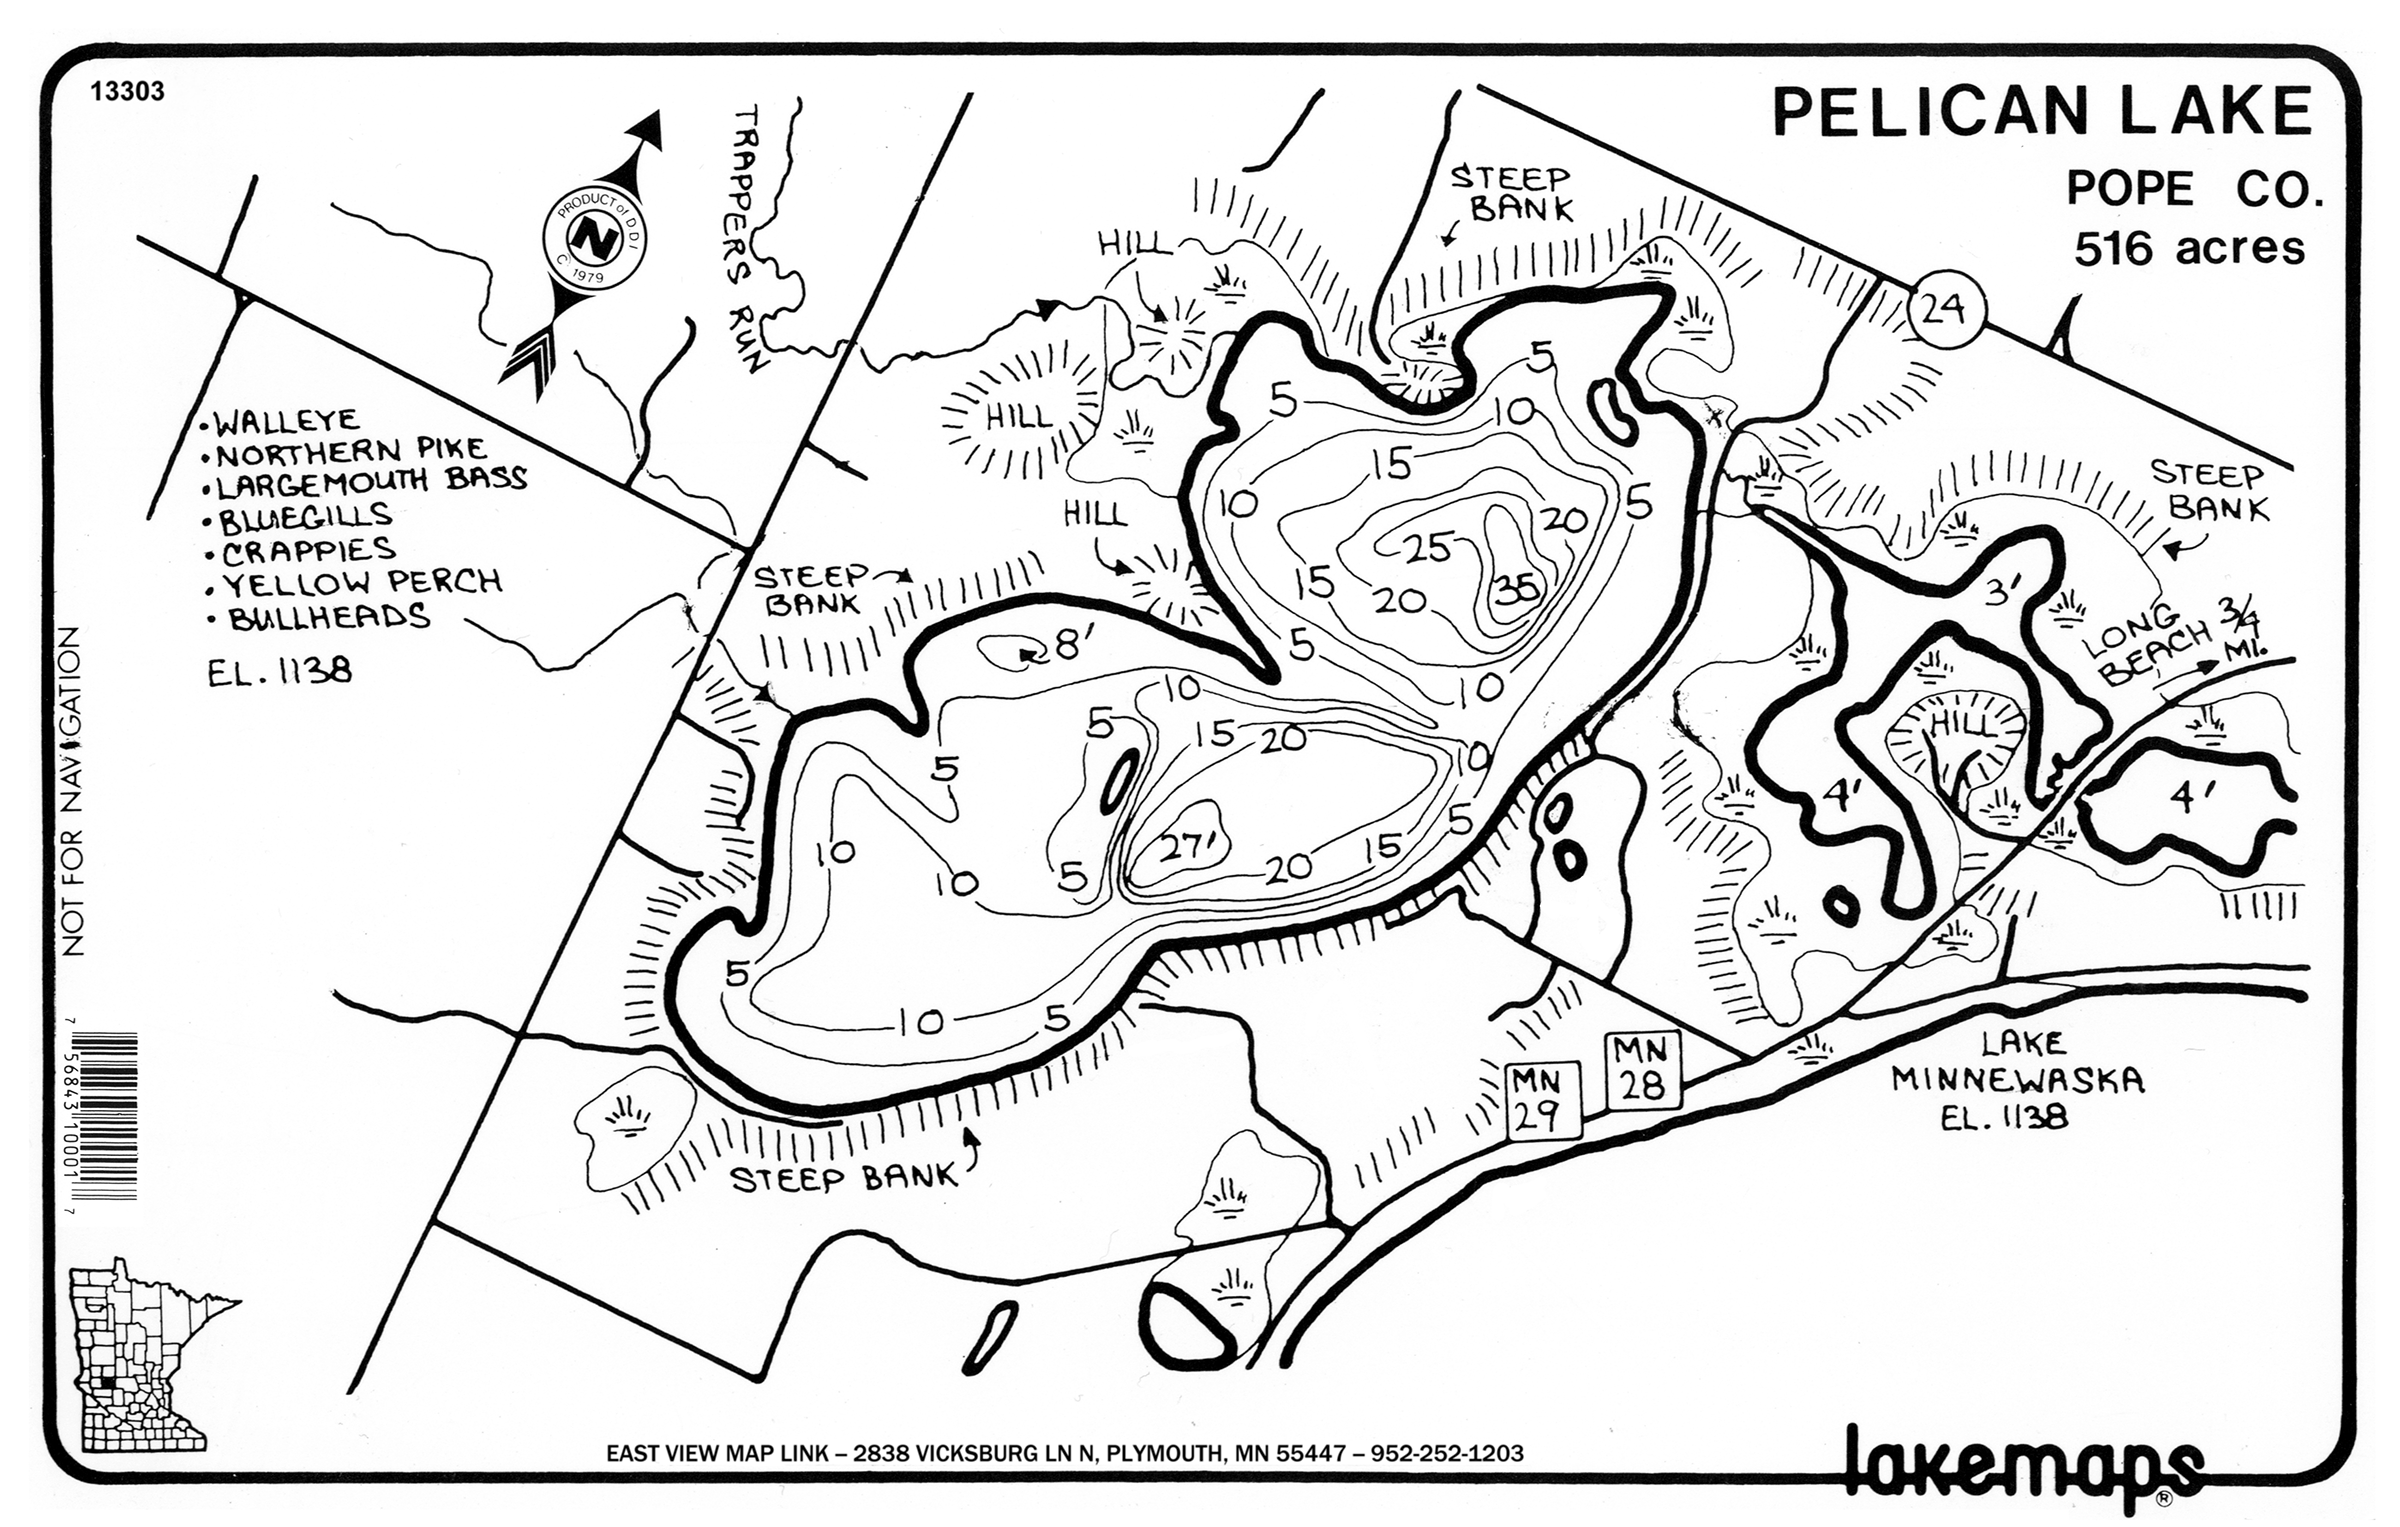 13303
PELICAN LAKE
POPE CO.
516 acres
PRODUCT of DDI
N
© 1979
TRAPPERS RUN
STEEP
BANK
HILL
24
HILL
HILL
STEEP
BANK
STEEP
BANK
•WALLEYE
•NORTHERN PIKE
•LARGEMOUTH BASS
•BLUEGILLS
•CRAPPIES
•YELLOW PERCH
•BULLHEADS
EL. 1138
5
5
10
15
10
5
20
25
35
15
20
5
10
8'
10
5
15
20
10
5
5
27'
15
10
10
5
20
5
10
5
3'
LONG
BEACH 3/4
MI.
HILL
4'
4'
NOT FOR NAVIGATION
7 56843 10001 7
MN
28
MN
29
LAKE
MINNEWASKA
EL. 1138
STEEP BANK
EAST VIEW MAP LINK – 2838 VICKSBURG LN N, PLYMOUTH, MN 55447 – 952-252-1203
lakemaps®